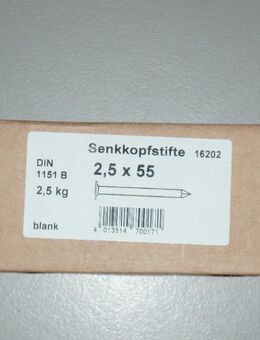 Senkkopfstifte 16202
DIN
1151 B
2,5 x 55
2,5 kg
blank
4 013514 700171